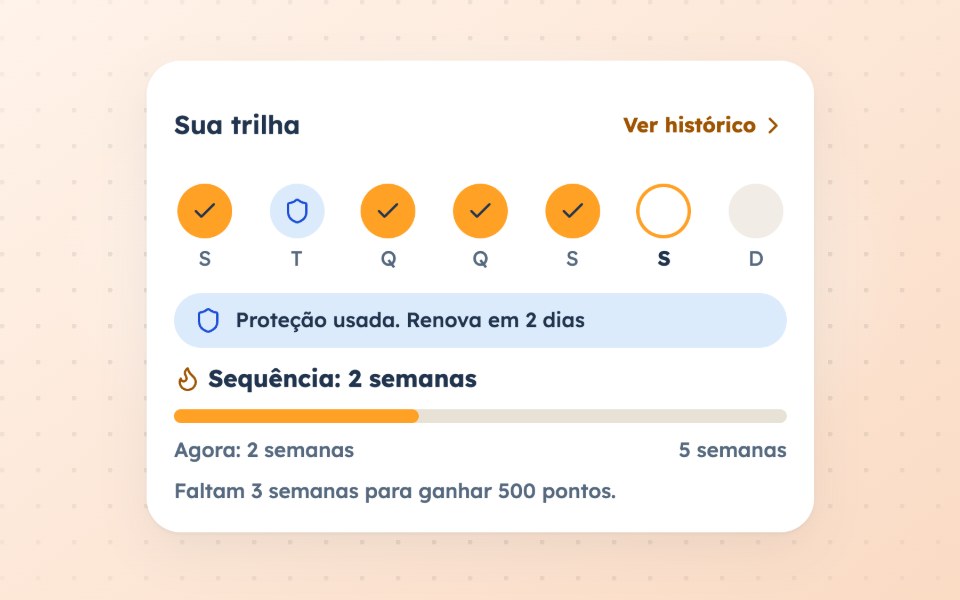 Sua trilha
Ver histórico
S T Q Q S S D
Proteção usada. Renova em 2 dias
Sequência: 2 semanas
Agora: 2 semanas
5 semanas
Faltam 3 semanas para ganhar 500 pontos.